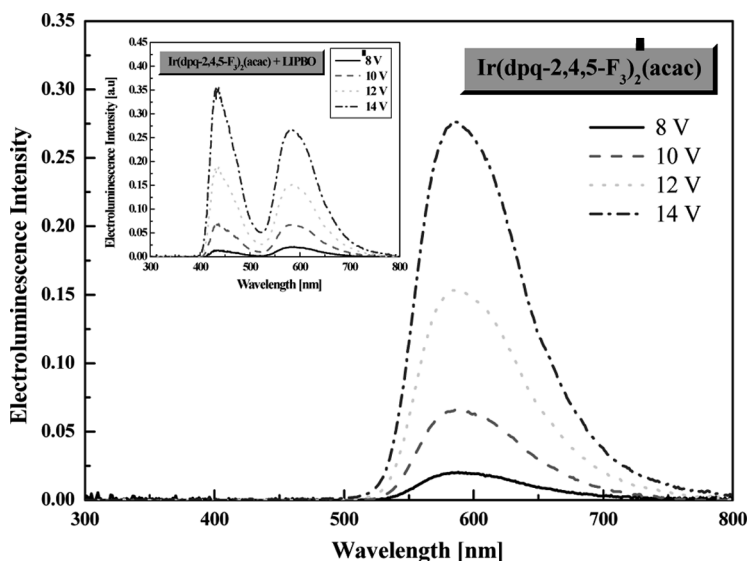 0.35
0.30
0.25
0.20
0.15
0.10
0.05
0.00
Electroluminescence Intensity
300 400 500 600 700 800
Wavelength [nm]
Ir(dpq-2,4,5-F₃)₂(acac)
8 V
10 V
12 V
14 V
Ir(dpq-2,4,5-F₃)₂(acac) + LIPBO
8 V
10 V
12 V
14 V
0.45
0.40
0.35
0.30
0.25
0.20
0.15
0.10
0.05
0.00
Electroluminescence Intensity [a.u]
300 400 500 600 700 800
Wavelength [nm]